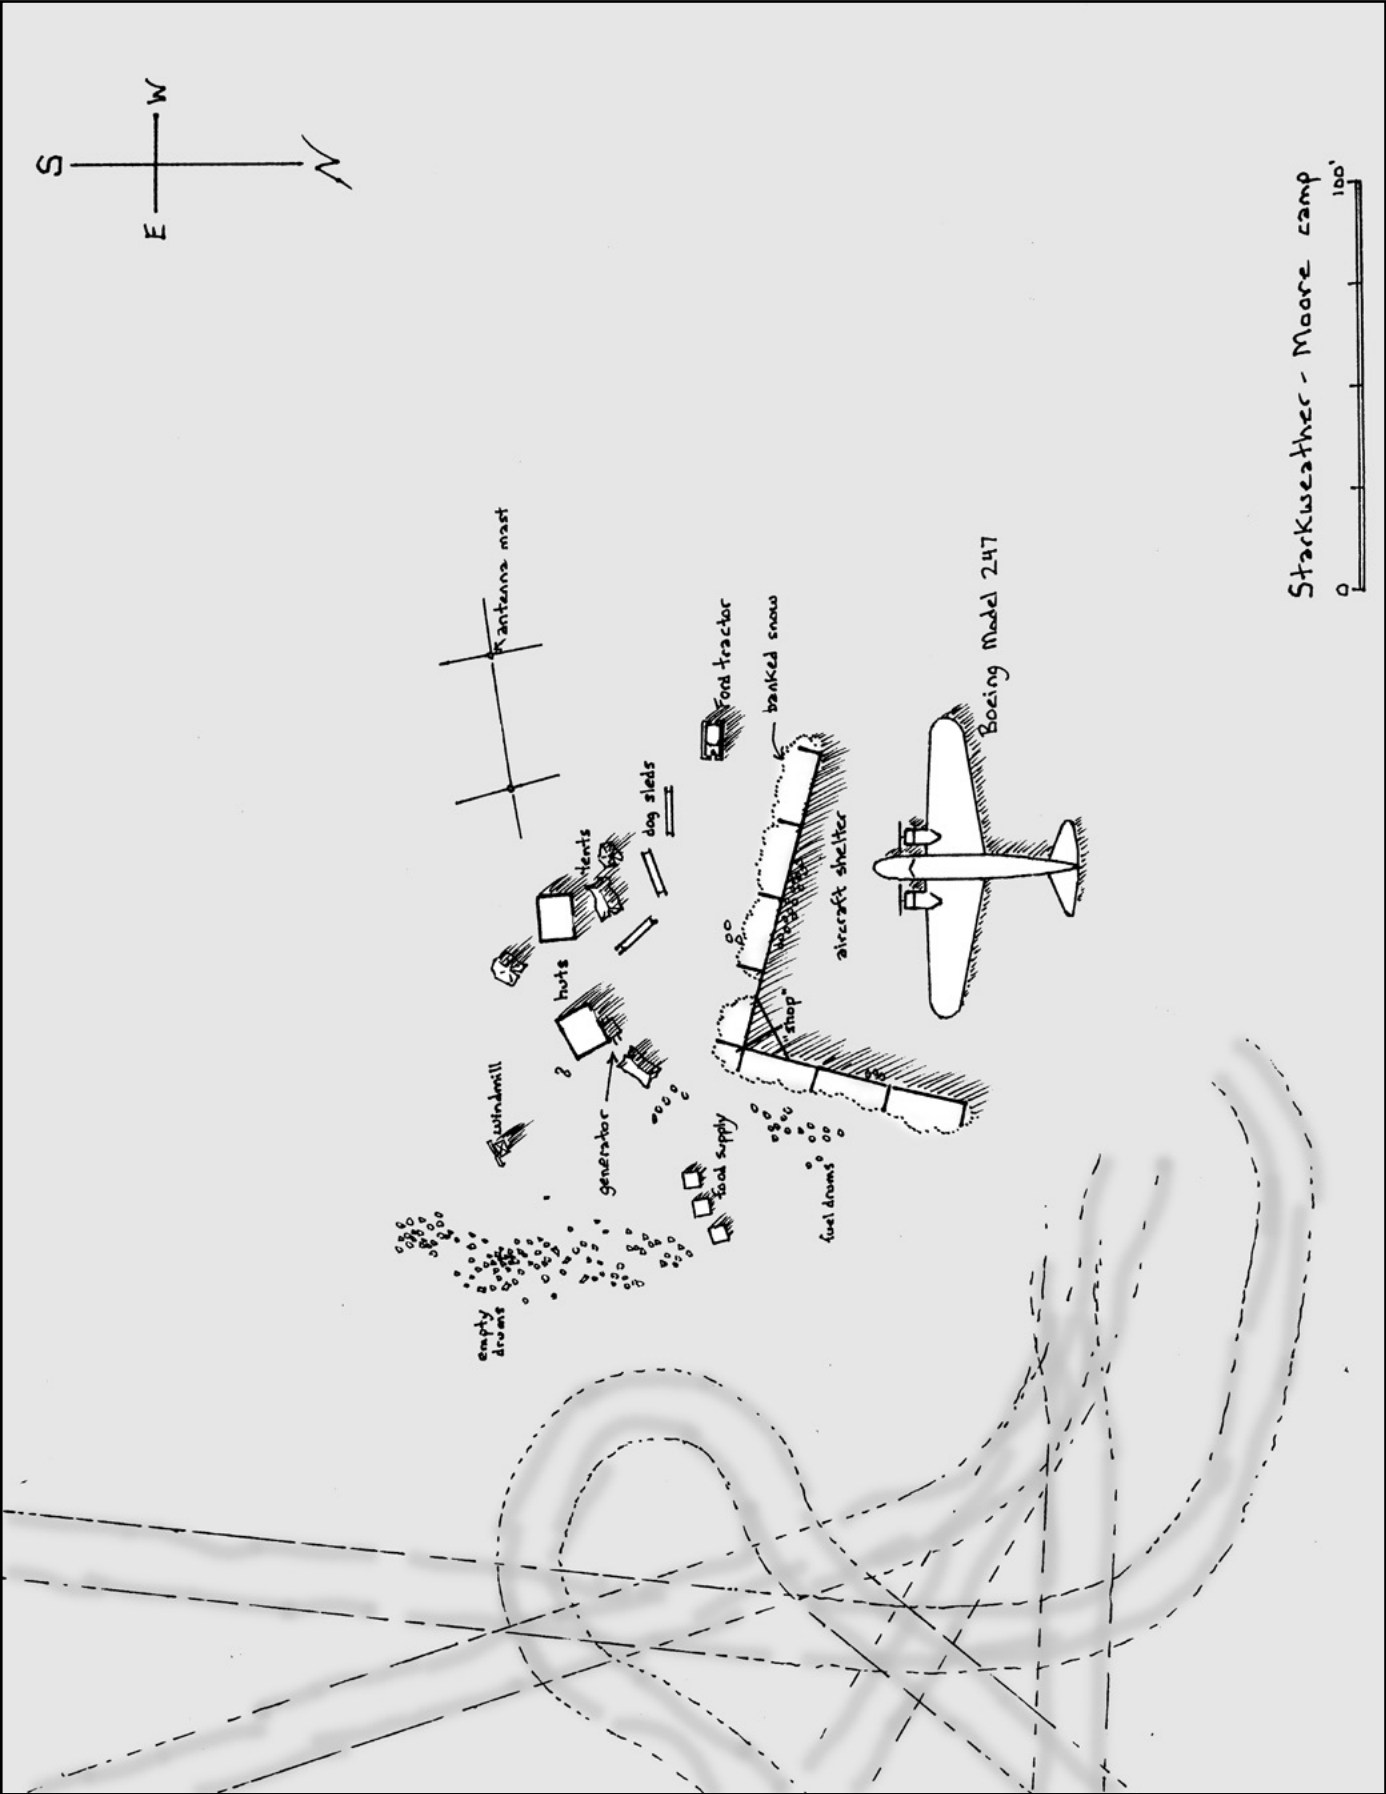 S
E W
N
empty
drums
windmill
antenna mast
huts
tents
generator
dog sleds
food supply
Ford tractor
banked snow
"shop"
fuel drums
aircraft shelter
Boeing Model 247
Starkweather - Moore camp
0 100'